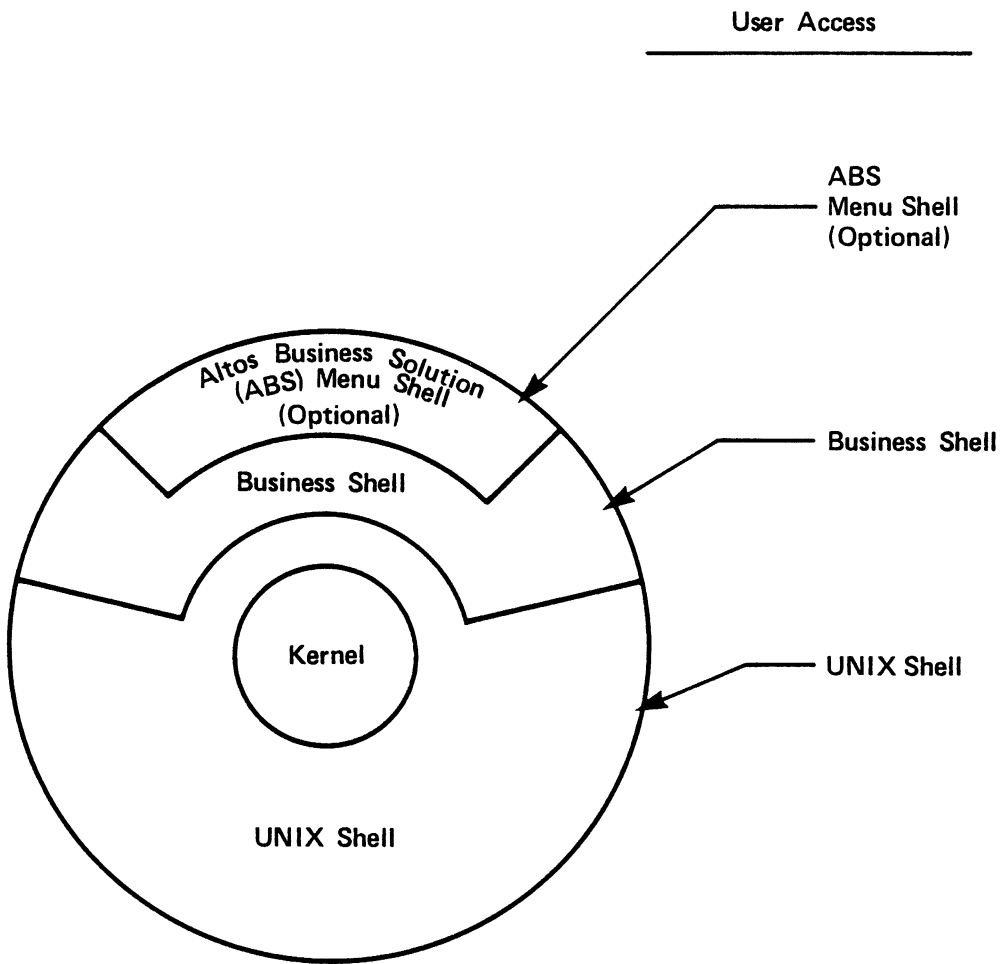 User Access
ABS
Menu Shell
(Optional)
Altos Business Solution
(ABS) Menu Shell
(Optional)
Business Shell
Business Shell
Kernel
UNIX Shell
UNIX Shell